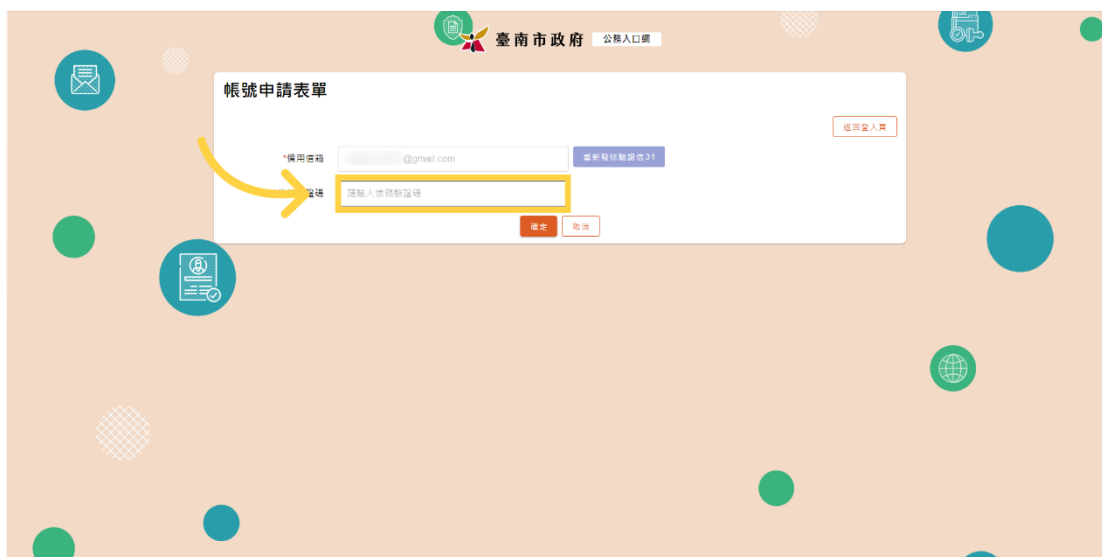 臺南市政府 公務入口網
帳號申請表單
返回登入頁
*備用信箱 @gmail.com 重新發送驗證信31
證碼 請輸入信箱驗證碼
確定 取消